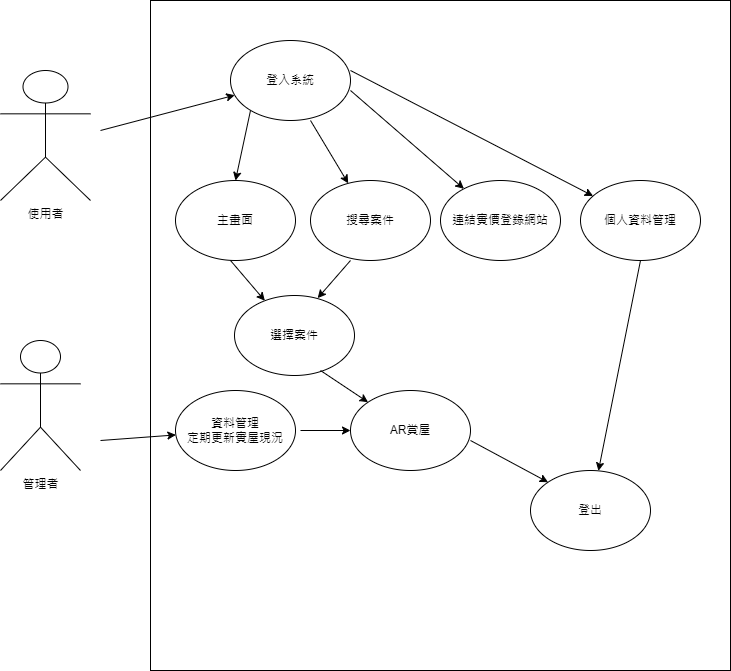 登入系統
使用者
主畫面
搜尋案件
連結實價登錄網站
個人資料管理
選擇案件
資料管理
定期更新實屋現況
AR賞屋
管理者
登出